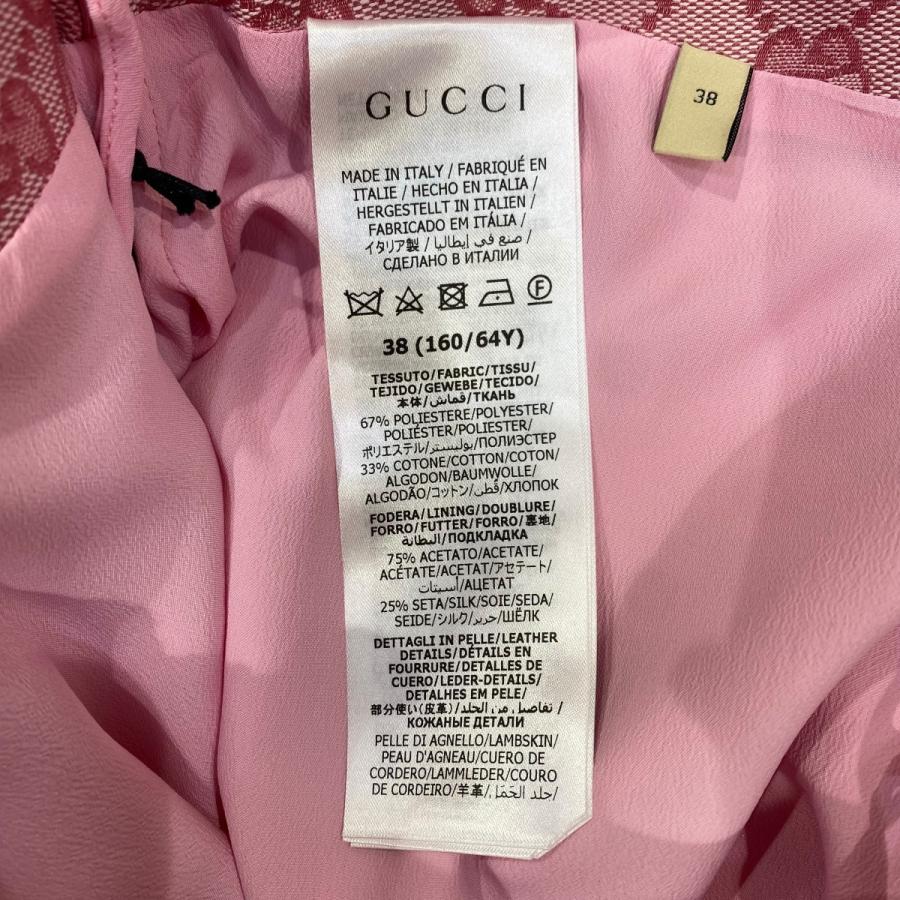 GUCCI
38
MADE IN ITALY / FABRIQUÉ EN
ITALIE / HECHO EN ITALIA /
HERGESTELLT IN ITALIEN /
FABRICADO EM ITÁLIA /
イタリア製 / صنع في إيطاليا /
СДЕЛАНО В ИТАЛИИ
F
38 (160/64Y)
TESSUTO/FABRIC/TISSU/
TEJIDO/GEWEBE/TECIDO/
本体/قماش/ТКАНЬ
67% POLIESTERE/POLYESTER/
POLIÉSTER/POLIESTER/
ポリエステル/بوليستر/ПОЛИЭСТЕР
33% COTONE/COTTON/COTON/
ALGODON/BAUMWOLLE/
ALGODÃO/コットン/قطن/ХЛОПОК
FODERA/LINING/DOUBLURE/
FORRO/FUTTER/FORRO/裏地/
البطانة/ПОДКЛАДКА
75% ACETATO/ACETATE/
ACÉTATE/ACETAT/アセテート/
أسيتات/АЦЕТАТ
25% SETA/SILK/SOIE/SEDA/
SEIDE/シルク/حرير/ШЁЛК
DETTAGLI IN PELLE/LEATHER
DETAILS/DÉTAILS EN
FOURRURE/DETALLES DE
CUERO/LEDER-DETAILS/
DETALHES EM PELE/
部分使い(皮革)/تفاصيل من الجلد/
КОЖАНЫЕ ДЕТАЛИ
PELLE DI AGNELLO/LAMBSKIN/
PEAU D'AGNEAU/CUERO DE
CORDERO/LAMMLEDER/COURO
DE CORDEIRO/羊革/جلد الحَمَل/